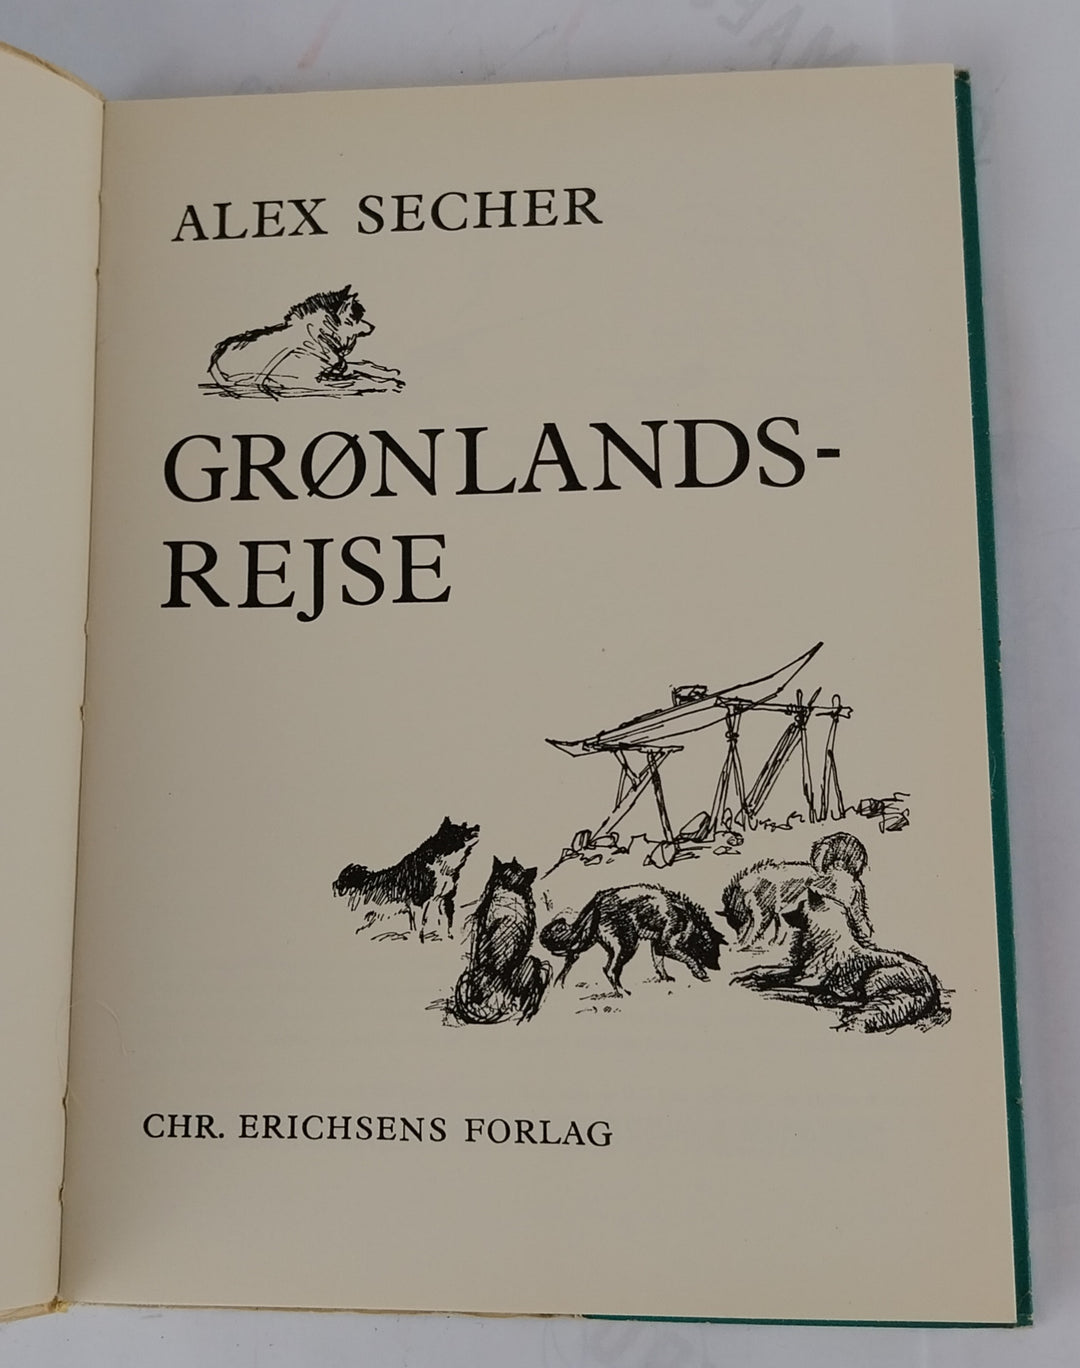 ALEX SECHER
GRØNLANDS-
REJSE
CHR. ERICHSENS FORLAG